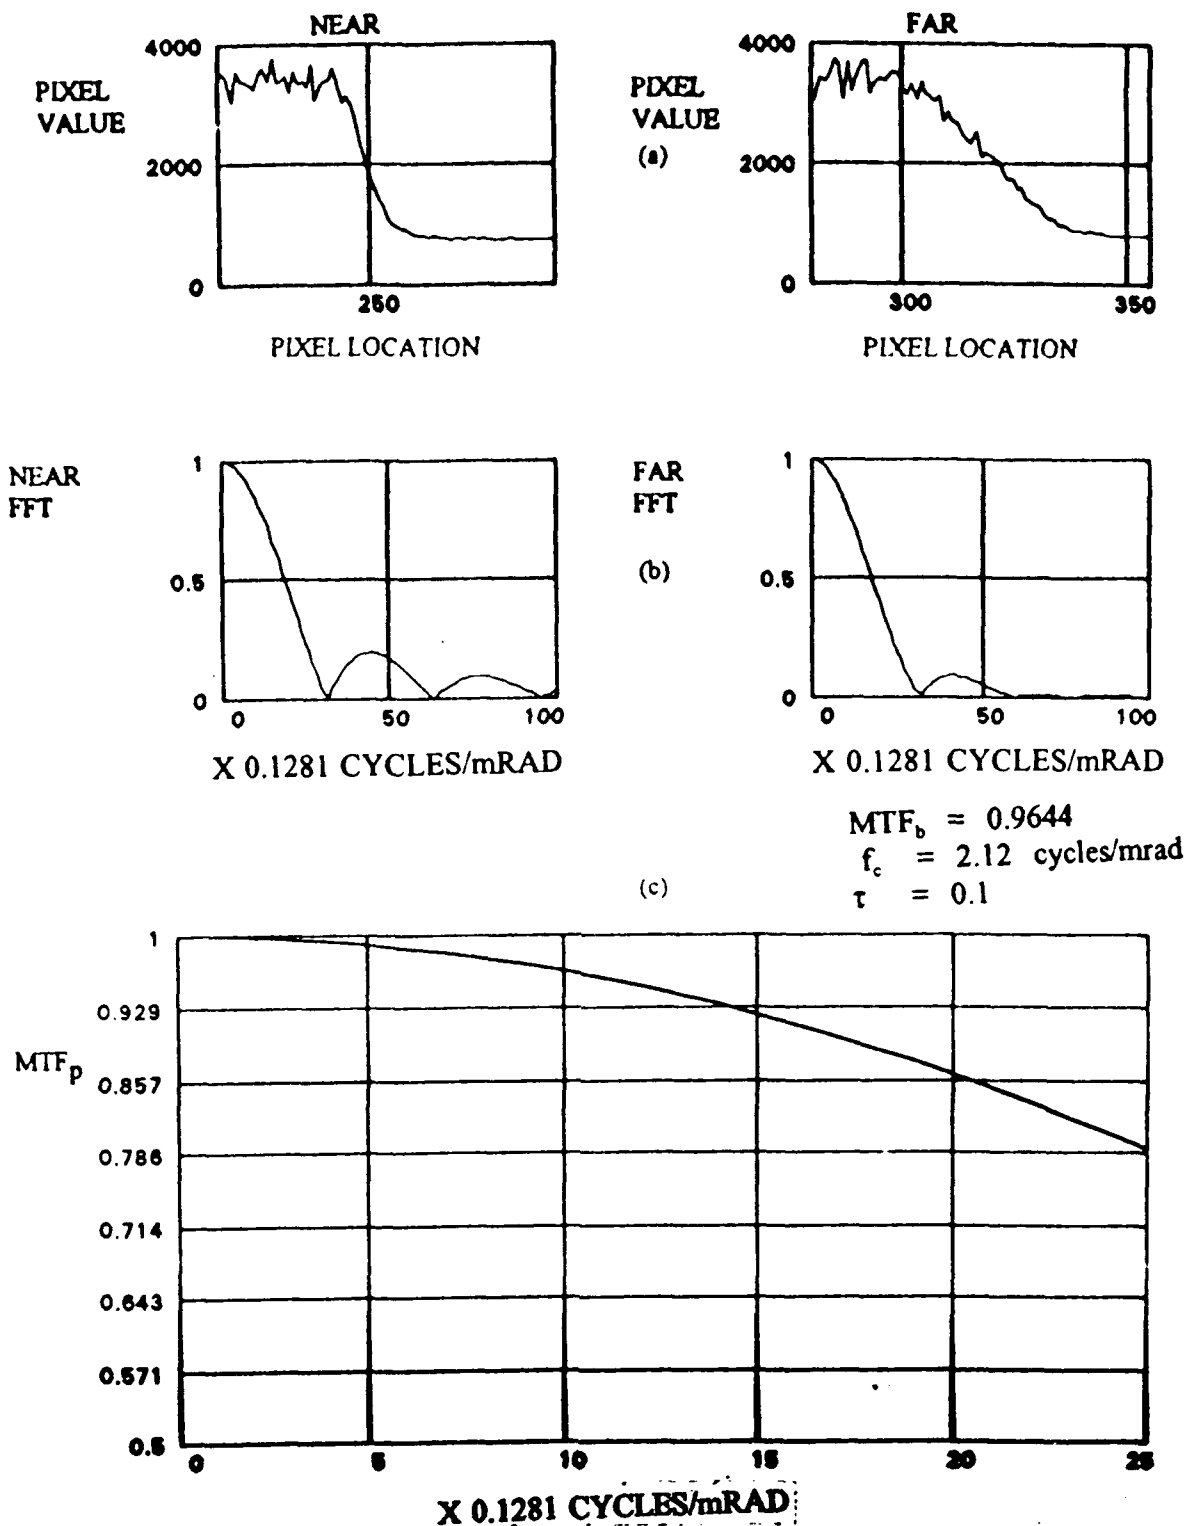 NEAR
4000
PIXEL
VALUE
2000
0
250
PIXEL LOCATION
FAR
4000
PIXEL
VALUE
(a)
2000
0
300
350
PIXEL LOCATION
NEAR
FFT
1
0.5
0
0
50
100
X 0.1281 CYCLES/mRAD
FAR
FFT
(b)
1
0.5
0
0
50
100
X 0.1281 CYCLES/mRAD
MTF_b = 0.9644
f_c = 2.12 cycles/mrad
τ = 0.1
(c)
1
0.929
MTF_p
0.857
0.786
0.714
0.643
0.571
0.5
0
5
10
15
20
25
X 0.1281 CYCLES/mRAD